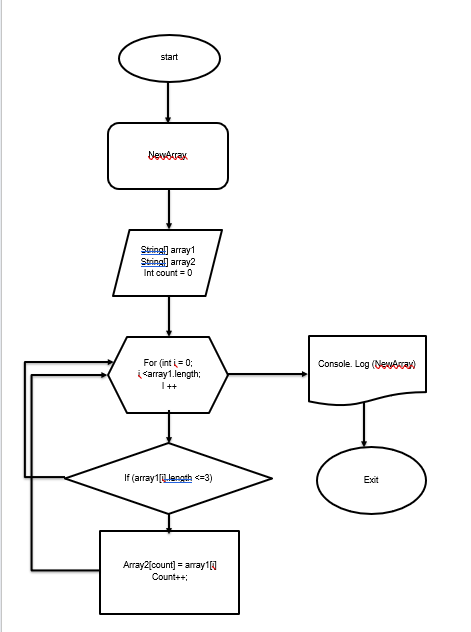 start
NewArray
String[] array1
String[] array2
Int count = 0
For (int i = 0;
i,<array1.length;
I ++
Console. Log (NewArray)
If (array1[i].length <=3)
Exit
Array2[count] = array1[i]
Count++;